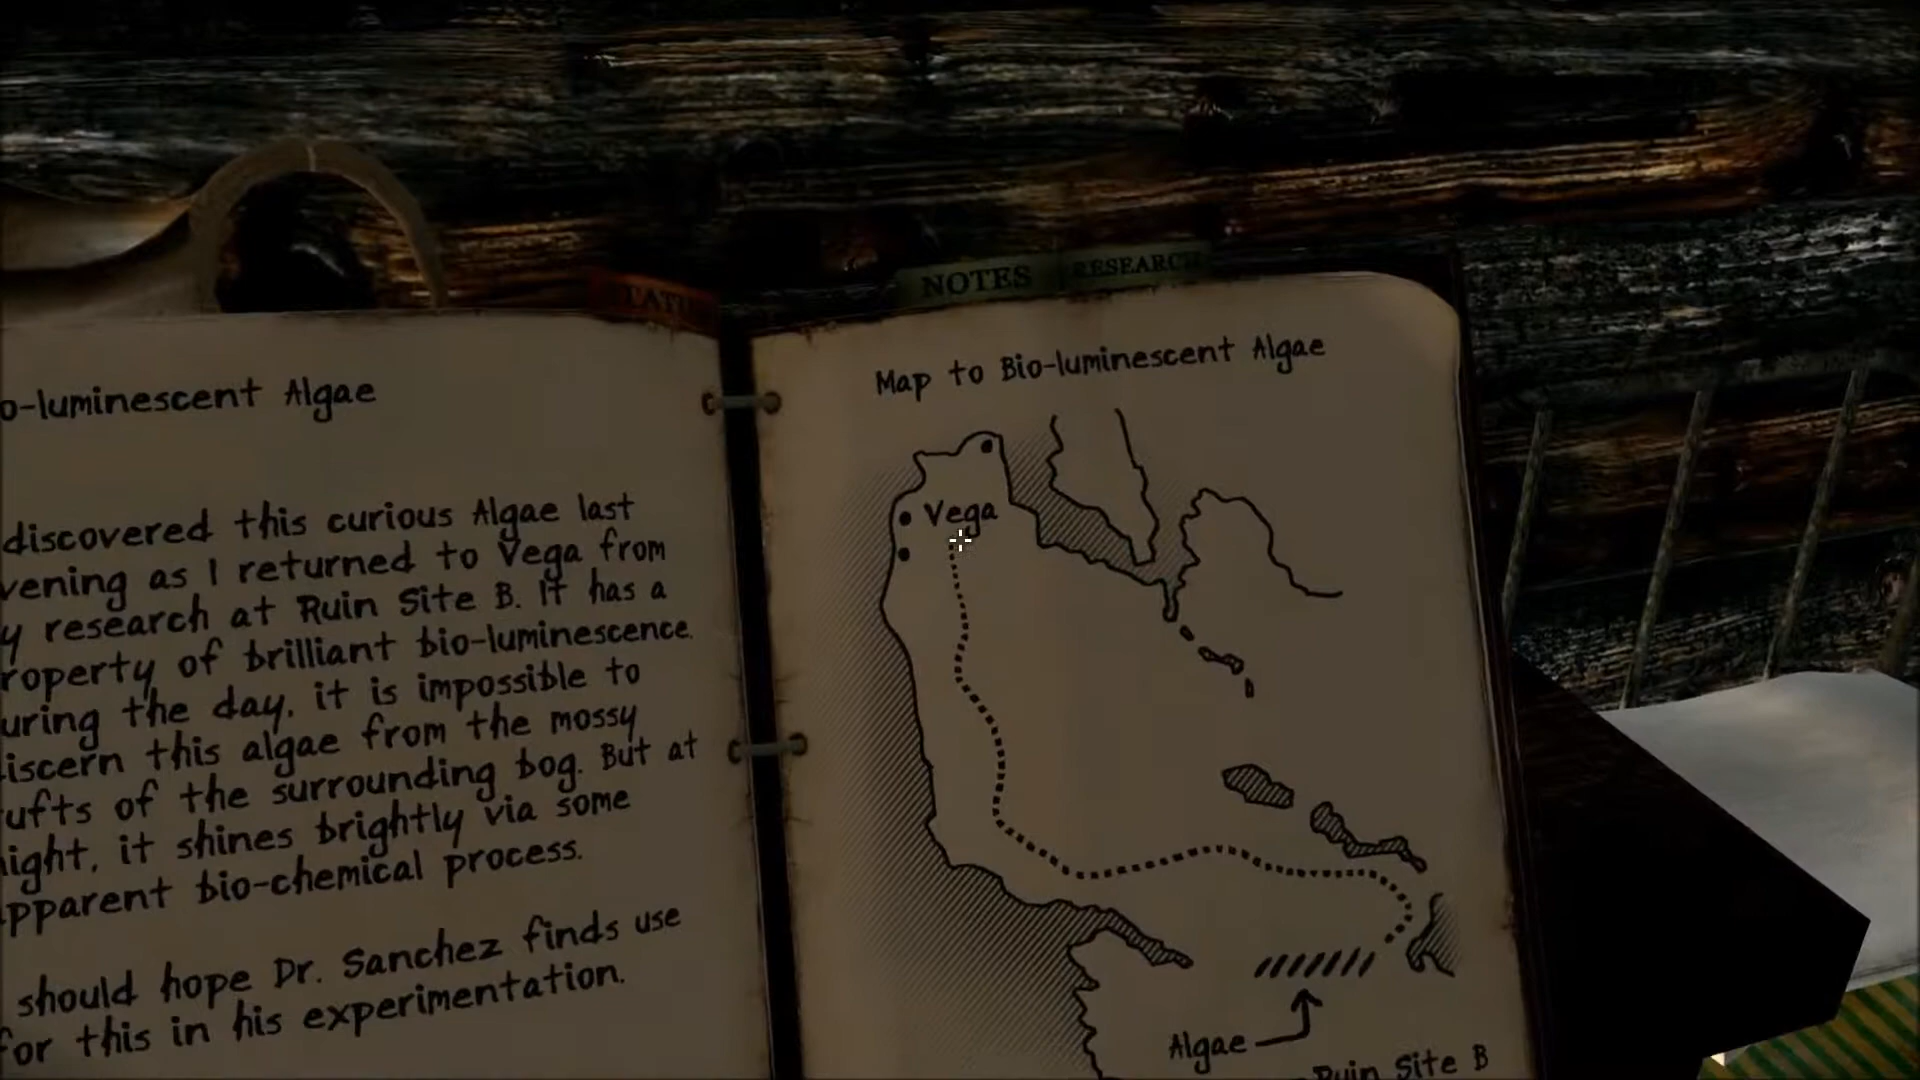 NOTES
RESEARCH
o-luminescent Algae
discovered this curious Algae last
vening as I returned to Vega from
y research at Ruin Site B. It has a
roperty of brilliant bio-luminescence.
uring the day, it is impossible to
iscern this algae from the mossy
ufts of the surrounding bog. But at
ight, it shines brightly via some
pparent bio-chemical process.
should hope Dr. Sanchez finds use
for this in his experimentation.
Map to Bio-luminescent Algae
Vega
Algae
Ruin Site B